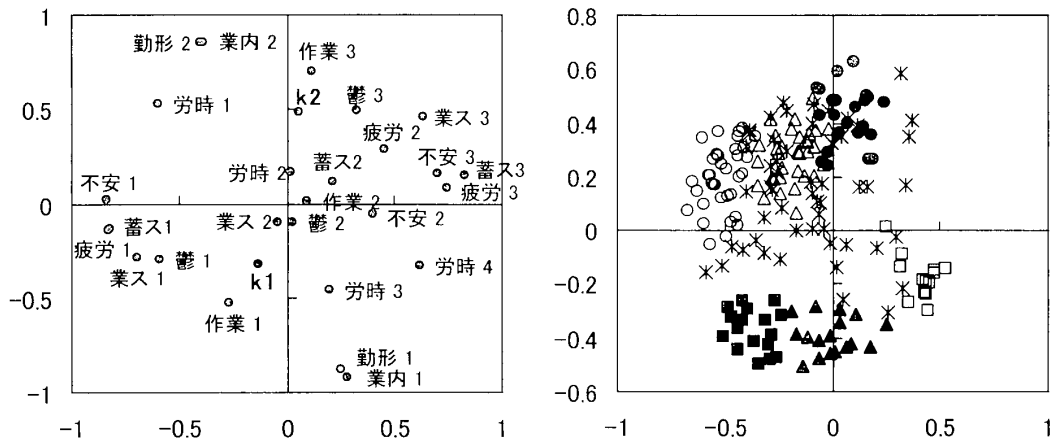 1
勤形 2 業内 2
作業 3
鬱 3
k2
労時 1
0.5
業ス 3
疲労 2
労時 2
蓄ス2
不安 3
蓄ス3
疲労 3
不安 1
0
作業 2
不安 2
蓄ス1
業ス 2
鬱 2
疲労 1
鬱 1
業ス 1
k1
労時 4
労時 3
-0.5
作業 1
勤形 1
業内 1
-1
-1 -0.5 0 0.5 1
0.8
0.6
0.4
0.2
0
-0.2
-0.4
-0.6
-1 -0.5 0 0.5 1